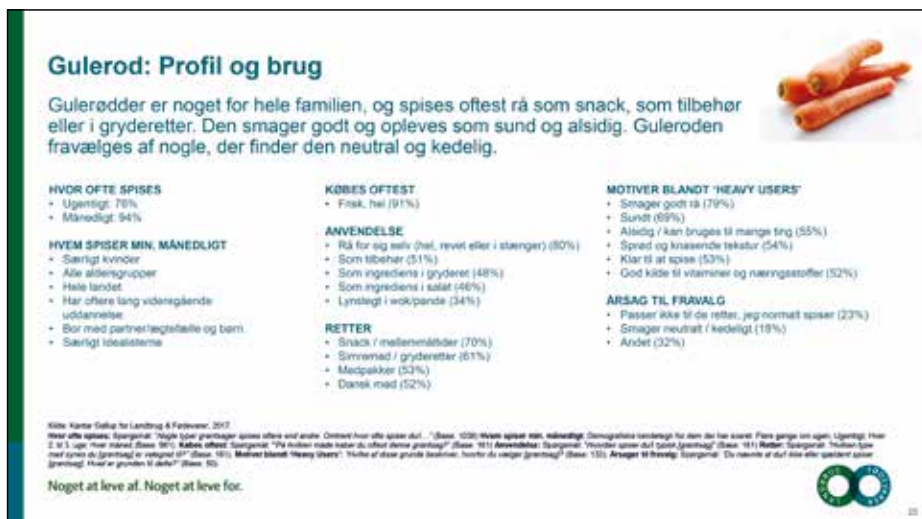 Gulerod: Profil og brug
Gulerødder er noget for hele familien, og spises oftest rå som snack, som tilbehør
eller i gryderetter. Den smager godt og opleves som sund og alsidig. Guleroden
fravælges af nogle, der finder den neutral og kedelig.
HVOR OFTE SPISES
• Ugentligt: 76%
• Månedligt: 94%
HVEM SPISER MIN. MÅNEDLIGT
• Særligt kvinder
• Alle aldersgrupper
• Hele landet
• Har oftere lang videregående
uddannelse
• Bor med partner/ægtefælle og børn
• Særligt idealisterne
KØBES OFTEST
• Frisk, hel (91%)
ANVENDELSE
• Rå for sig selv (hel, revet eller i stænger) (80%)
• Som tilbehør (51%)
• Som ingrediens i gryderet (48%)
• Som ingrediens i salat (46%)
• Lynstegt i wok/pande (34%)
RETTER
• Snack / mellemmåltider (70%)
• Simremad / gryderetter (61%)
• Madpakker (53%)
• Dansk mad (52%)
MOTIVER BLANDT 'HEAVY USERS'
• Smager godt rå (79%)
• Sundt (69%)
• Alsidig / kan bruges til mange ting (55%)
• Sprød og knasende tekstur (54%)
• Klar til at spise (53%)
• God kilde til vitaminer og næringsstoffer (52%)
ÅRSAG TIL FRAVALG
• Passer ikke til de retter, jeg normalt spiser (23%)
• Smager neutralt / kedeligt (18%)
• Andet (32%)
Kilde: Kantar Gallup for Landbrug & Fødevarer, 2017
Noget at leve af. Noget at leve for.